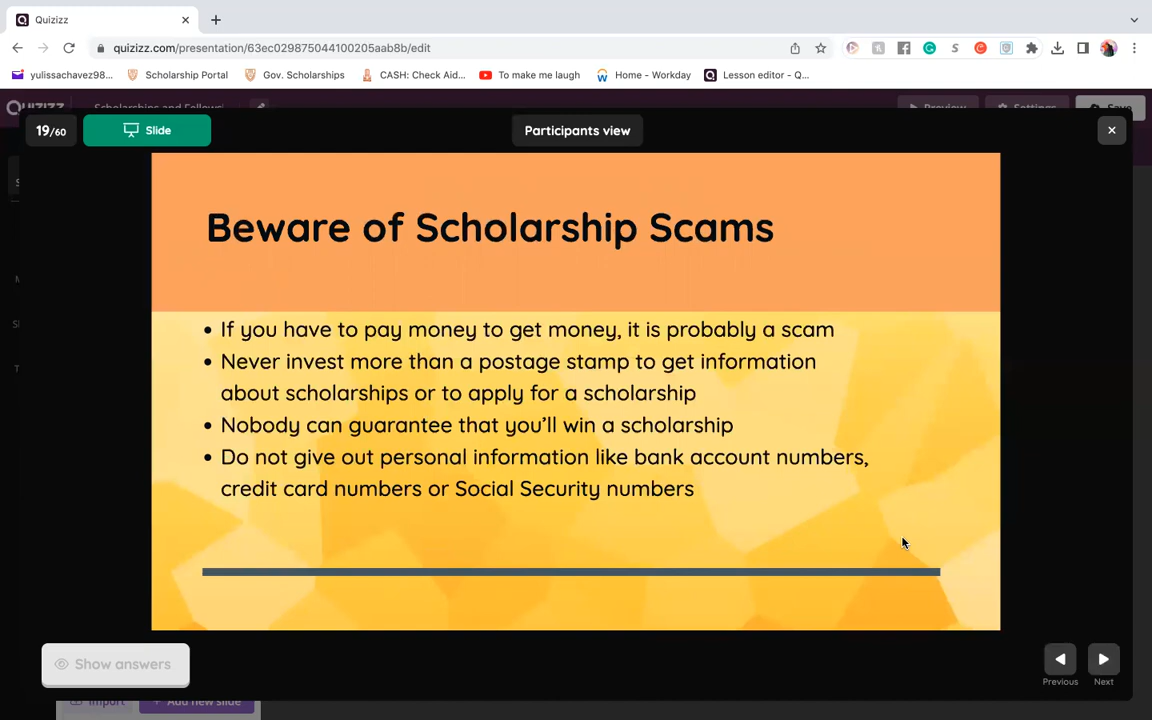 Quizizz
quizizz.com/presentation/63ec029875044100205aab8b/edit
yulissachavez98...
Scholarship Portal
Gov. Scholarships
CASH: Check Aid...
To make me laugh
Home - Workday
Lesson editor - Q...
19/60
Slide
Participants view
Beware of Scholarship Scams
• If you have to pay money to get money, it is probably a scam
• Never invest more than a postage stamp to get information
about scholarships or to apply for a scholarship
• Nobody can guarantee that you'll win a scholarship
• Do not give out personal information like bank account numbers,
credit card numbers or Social Security numbers
Show answers
Previous
Next
Import
Add new slide